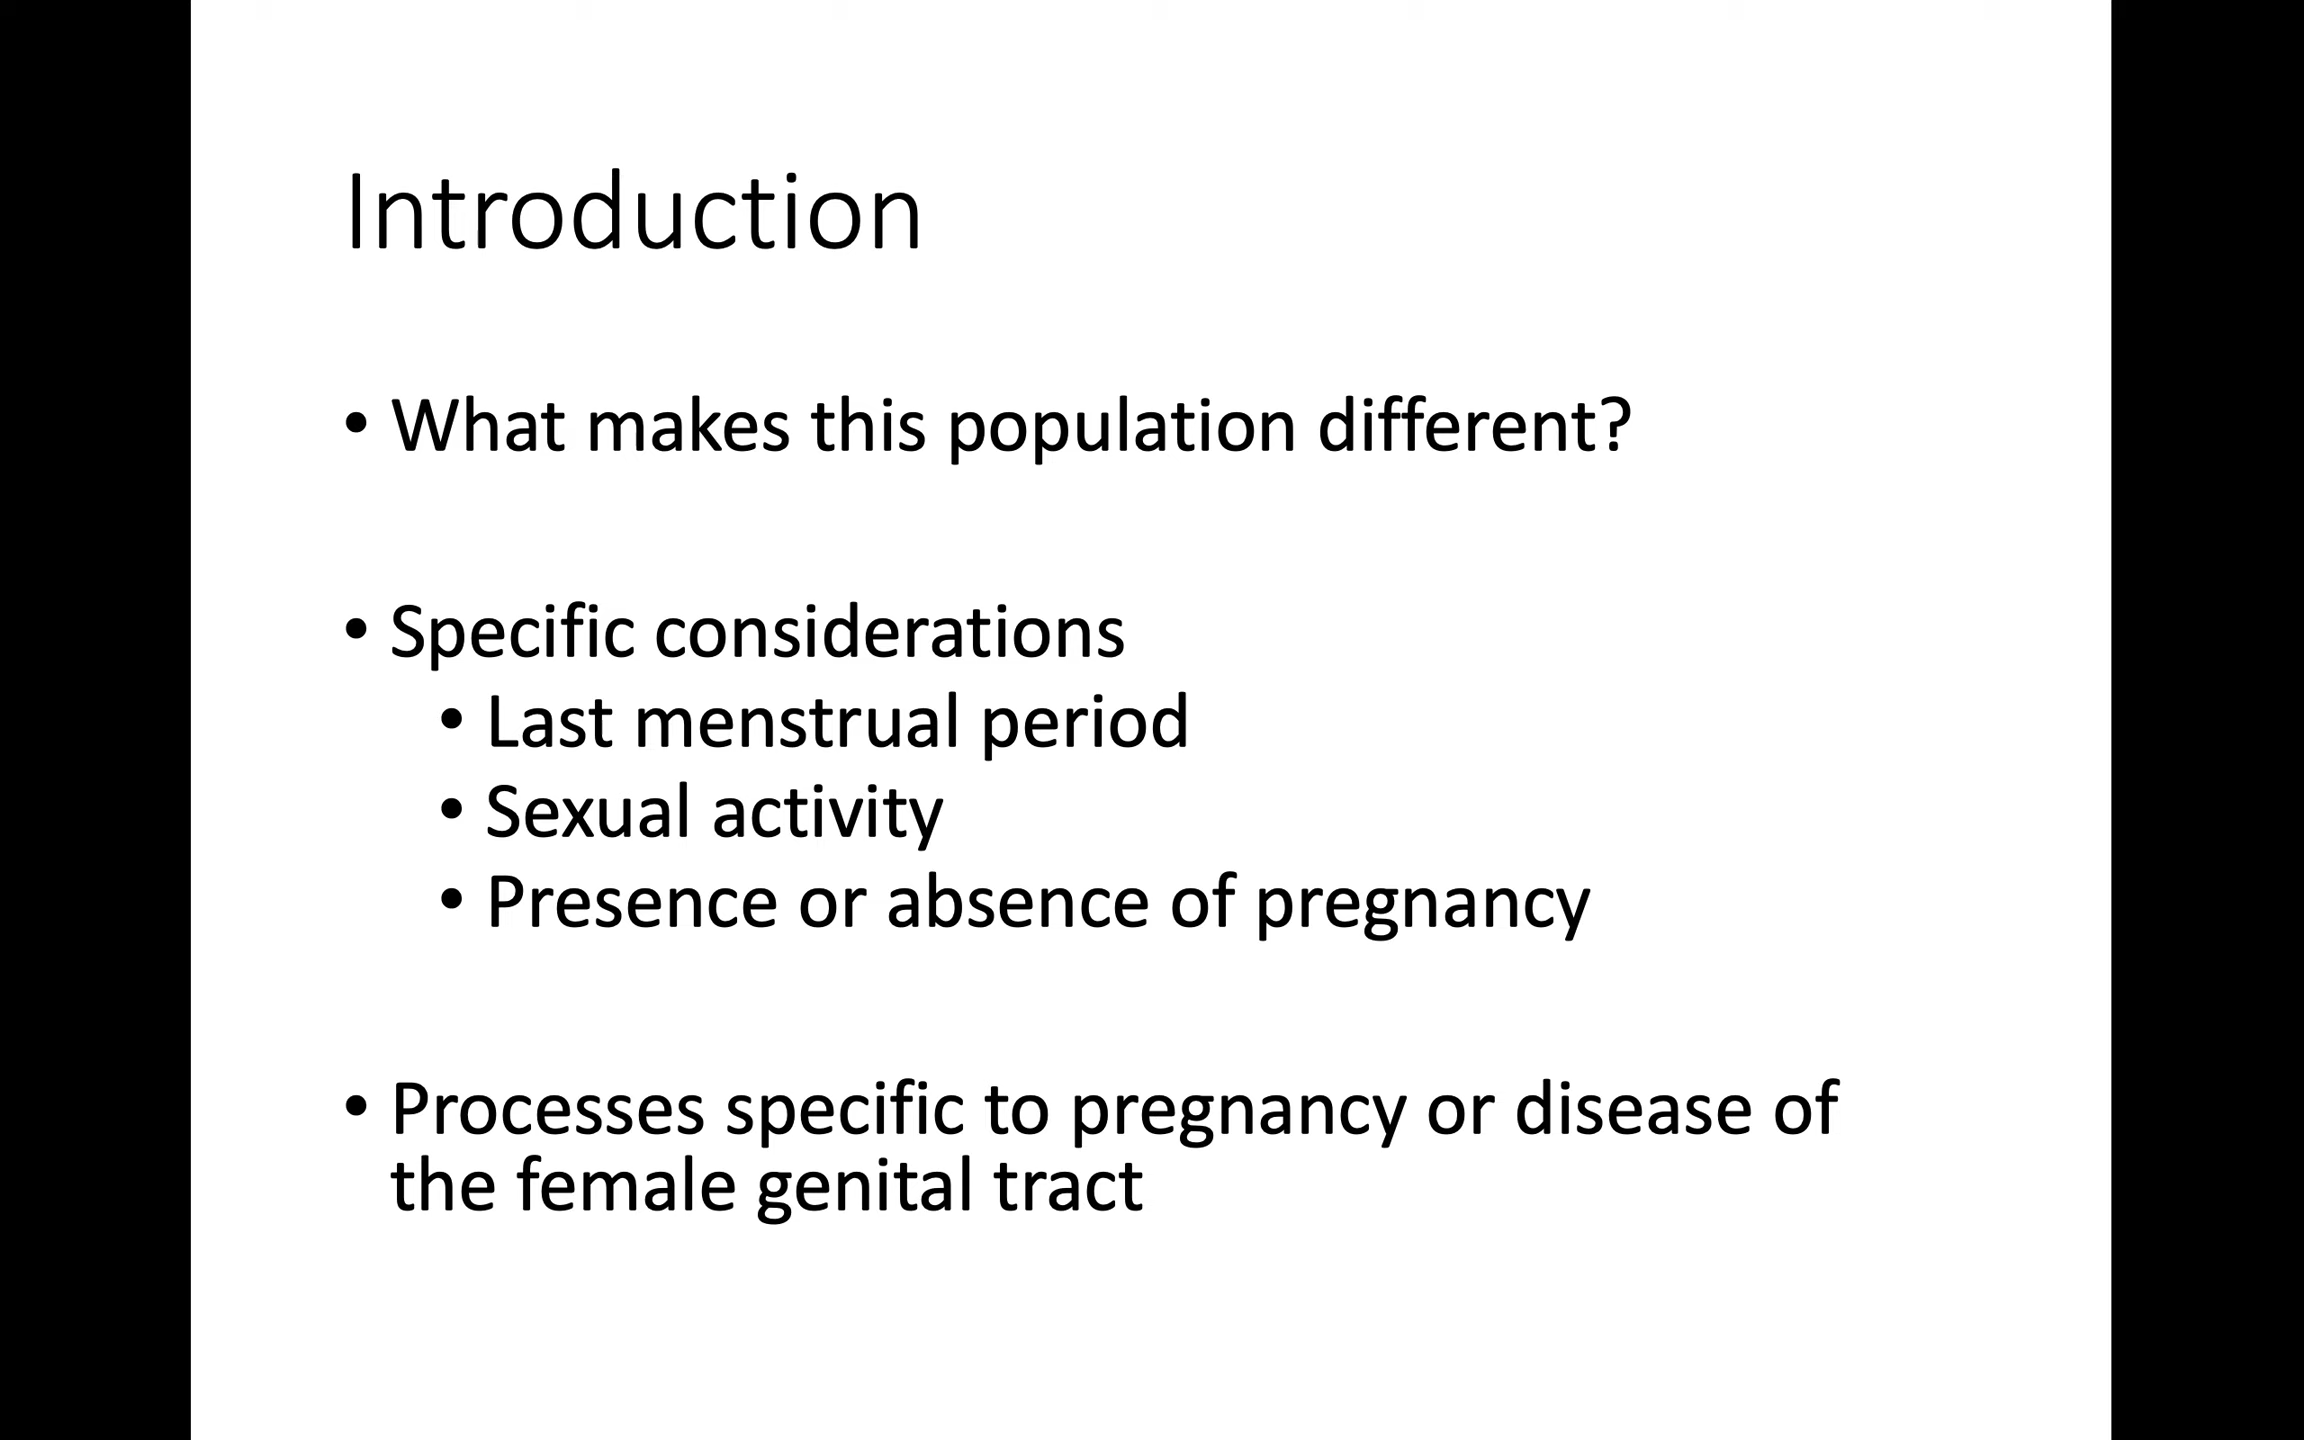 Introduction
• What makes this population different?
• Specific considerations
• Last menstrual period
• Sexual activity
• Presence or absence of pregnancy
• Processes specific to pregnancy or disease of
the female genital tract